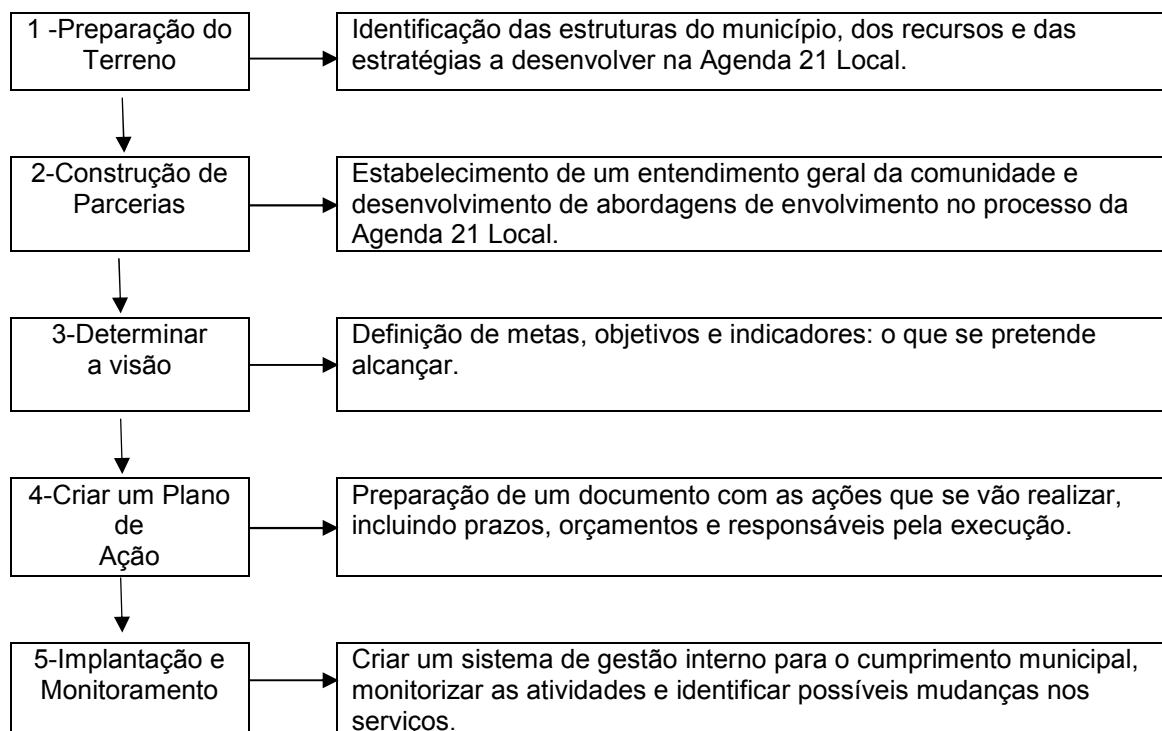 1 -Preparação do
Terreno
Identificação das estruturas do município, dos recursos e das
estratégias a desenvolver na Agenda 21 Local.
2-Construção de
Parcerias
Estabelecimento de um entendimento geral da comunidade e
desenvolvimento de abordagens de envolvimento no processo da
Agenda 21 Local.
3-Determinar
a visão
Definição de metas, objetivos e indicadores: o que se pretende
alcançar.
4-Criar um Plano
de
Ação
Preparação de um documento com as ações que se vão realizar,
incluindo prazos, orçamentos e responsáveis pela execução.
5-Implantação e
Monitoramento
Criar um sistema de gestão interno para o cumprimento municipal,
monitorizar as atividades e identificar possíveis mudanças nos
serviços.